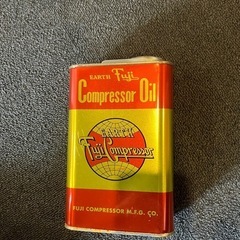 EARTH Fuji
Compressor Oil
EARTH
Fuji Compressor
FUJI COMPRESSOR M.F.G. CO.